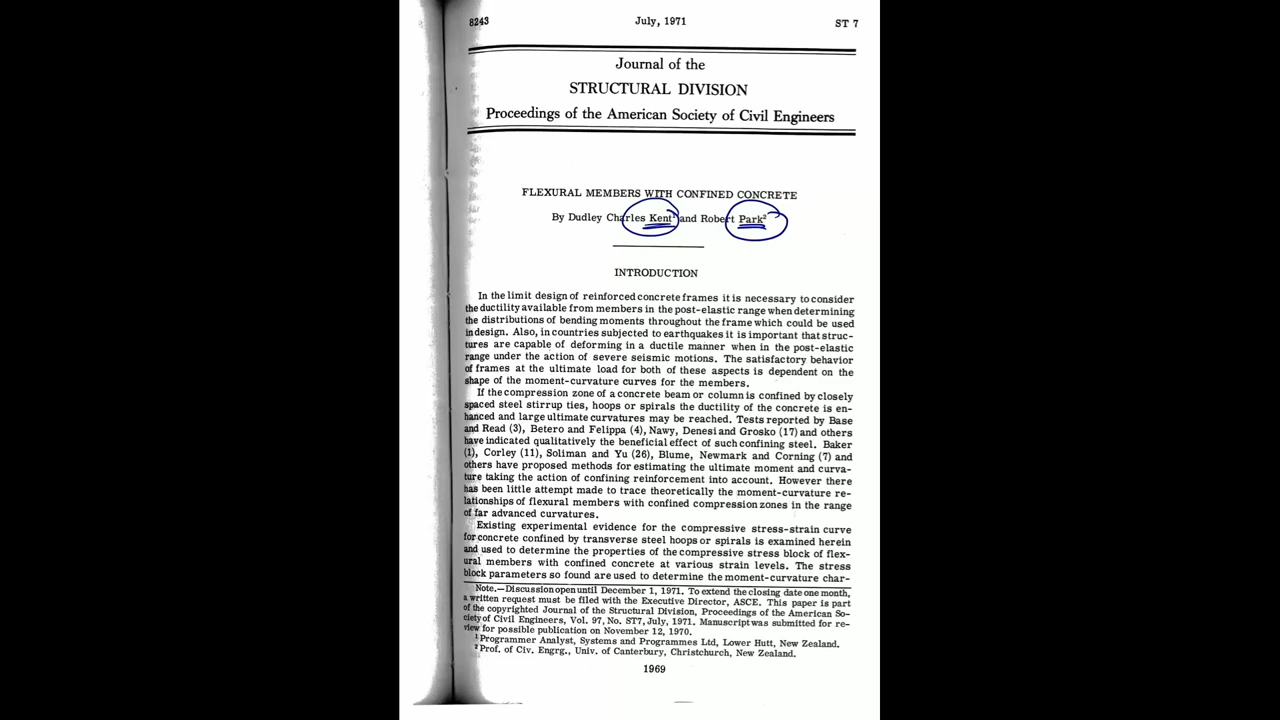 8243 July, 1971 ST 7
Journal of the
STRUCTURAL DIVISION
Proceedings of the American Society of Civil Engineers
FLEXURAL MEMBERS WITH CONFINED CONCRETE
By Dudley Charles Kent¹ and Robert Park²
INTRODUCTION
In the limit design of reinforced concrete frames it is necessary to consider
the ductility available from members in the post-elastic range when determining
the distributions of bending moments throughout the frame which could be used
in design. Also, in countries subjected to earthquakes it is important that struc-
tures are capable of deforming in a ductile manner when in the post-elastic
range under the action of severe seismic motions. The satisfactory behavior
of frames at the ultimate load for both of these aspects is dependent on the
shape of the moment-curvature curves for the members.
If the compression zone of a concrete beam or column is confined by closely
spaced steel stirrup ties, hoops or spirals the ductility of the concrete is en-
hanced and large ultimate curvatures may be reached. Tests reported by Base
and Read (3), Betero and Felippa (4), Nawy, Denesi and Grosko (17) and others
have indicated qualitatively the beneficial effect of such confining steel. Baker
(1), Corley (11), Soliman and Yu (26), Blume, Newmark and Corning (7) and
others have proposed methods for estimating the ultimate moment and curva-
ture taking the action of confining reinforcement into account. However there
has been little attempt made to trace theoretically the moment-curvature re-
lationships of flexural members with confined compression zones in the range
of far advanced curvatures.
Existing experimental evidence for the compressive stress-strain curve
for concrete confined by transverse steel hoops or spirals is examined herein
and used to determine the properties of the compressive stress block of flex-
ural members with confined concrete at various strain levels. The stress
block parameters so found are used to determine the moment-curvature char-
Note.—Discussion open until December 1, 1971. To extend the closing date one month,
a written request must be filed with the Executive Director, ASCE. This paper is part
of the copyrighted Journal of the Structural Division, Proceedings of the American So-
ciety of Civil Engineers, Vol. 97, No. ST7, July, 1971. Manuscript was submitted for re-
view for possible publication on November 12, 1970.
¹Programmer Analyst, Systems and Programmes Ltd, Lower Hutt, New Zealand.
²Prof. of Civ. Engrg., Univ. of Canterbury, Christchurch, New Zealand.
1969